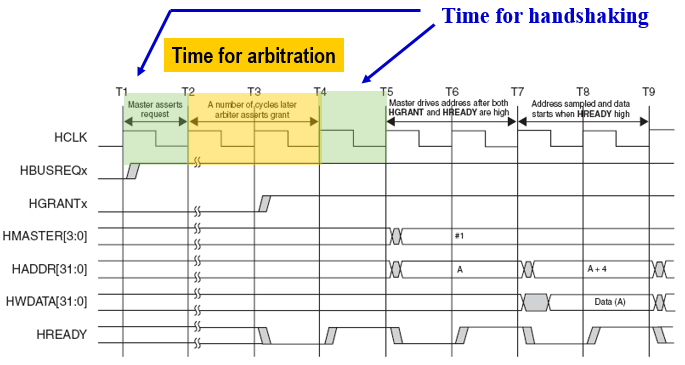 Time for handshaking
Time for arbitration
T1 T2 T3 T4 T5 T6 T7 T8 T9
Master asserts
request
A number of cycles later
arbiter asserts grant
Master drives address after both
HGRANT and HREADY are high
Address sampled and data
starts when HREADY high
HCLK
HBUSREQx
HGRANTx
HMASTER[3:0]
#1
HADDR[31:0]
A
A + 4
HWDATA[31:0]
Data (A)
HREADY